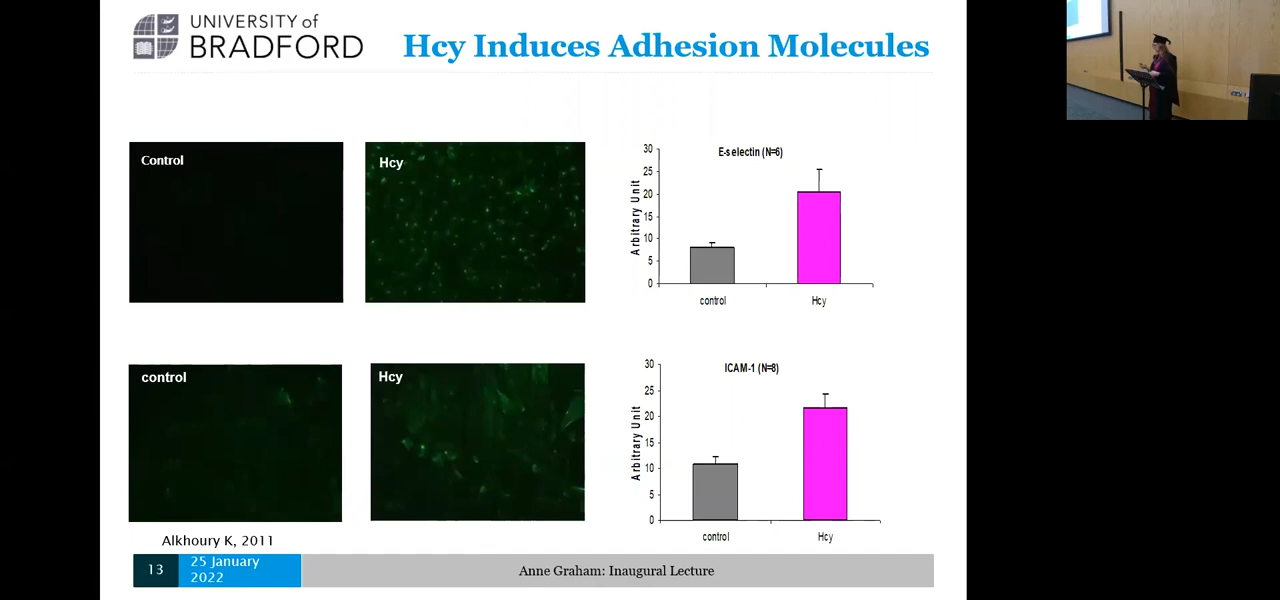 UNIVERSITY of
BRADFORD
Hcy Induces Adhesion Molecules
Control
Hcy
E-selectin (N=6)
30
25
20
15
10
5
0
Arbitrary Unit
control
Hcy
control
Hcy
ICAM-1 (N=8)
30
25
20
15
10
5
0
Arbitrary Unit
control
Hcy
Alkhoury K, 2011
13
25 January
2022
Anne Graham: Inaugural Lecture